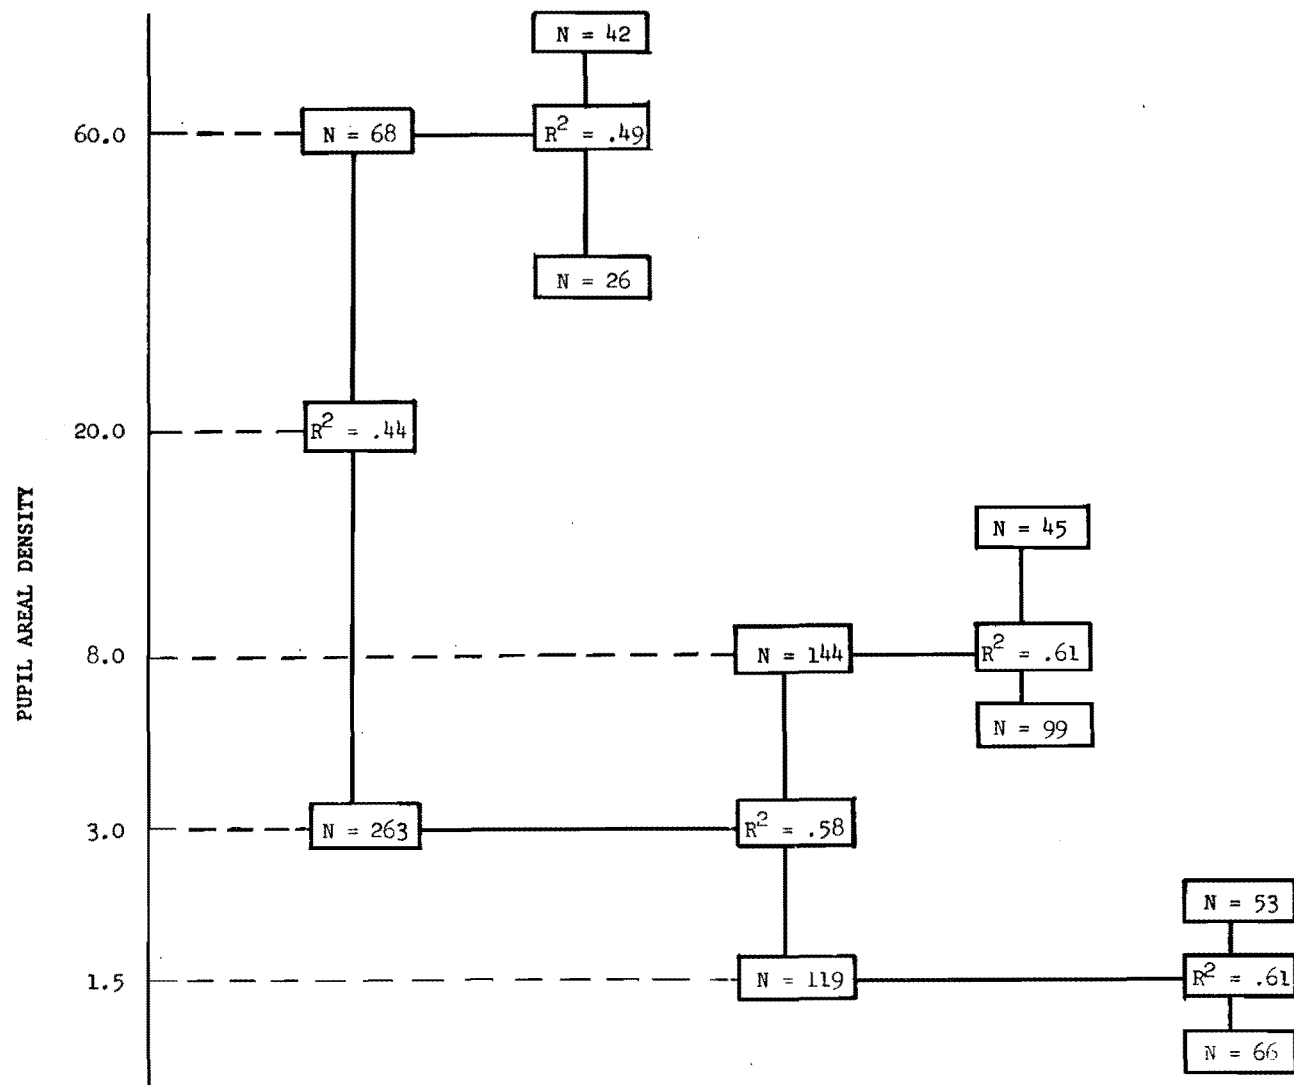 N = 42
60.0
N = 68
R² = .49
N = 26
20.0
R² = .44
PUPIL AREAL DENSITY
N = 45
8.0
N = 144
R² = .61
N = 99
3.0
N = 263
R² = .58
N = 53
1.5
N = 119
R² = .61
N = 66